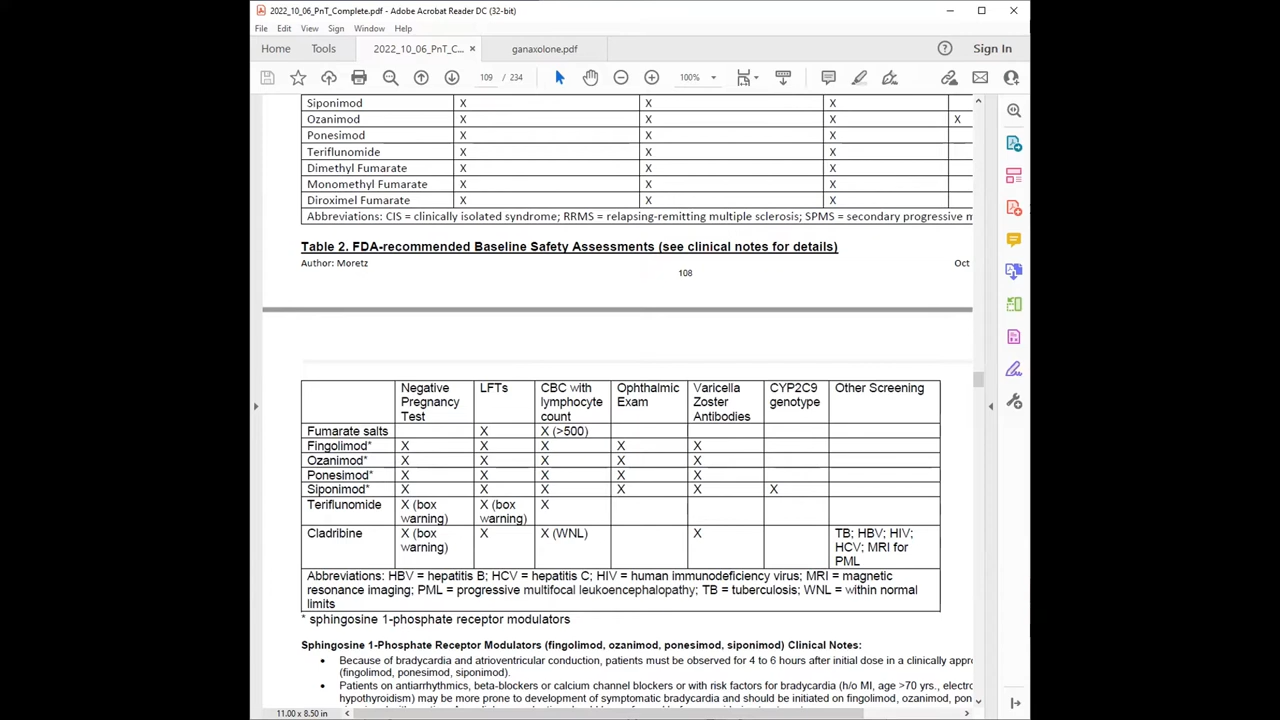 2022_10_06_PnT_Complete.pdf - Adobe Acrobat Reader DC (32-bit)
File Edit View Sign Window Help
Home Tools 2022_10_06_PnT_C... × ganaxolone.pdf Sign In
109 / 234 100%
Siponimod X X X
Ozanimod X X X X
Ponesimod X X X
Teriflunomide X X X
Dimethyl Fumarate X X X
Monomethyl Fumarate X X X
Diroximel Fumarate X X X
Abbreviations: CIS = clinically isolated syndrome; RRMS = relapsing-remitting multiple sclerosis; SPMS = secondary progressive m
Table 2. FDA-recommended Baseline Safety Assessments (see clinical notes for details)
Author: Moretz Oct
108
Negative Pregnancy Test LFTs CBC with lymphocyte count Ophthalmic Exam Varicella Zoster Antibodies CYP2C9 genotype Other Screening
Fumarate salts X X (>500)
Fingolimod* X X X X X
Ozanimod* X X X X X
Ponesimod* X X X X X
Siponimod* X X X X X X
Teriflunomide X (box warning) X (box warning) X
Cladribine X (box warning) X X (WNL) X TB; HBV; HIV; HCV; MRI for PML
Abbreviations: HBV = hepatitis B; HCV = hepatitis C; HIV = human immunodeficiency virus; MRI = magnetic
resonance imaging; PML = progressive multifocal leukoencephalopathy; TB = tuberculosis; WNL = within normal
limits
* sphingosine 1-phosphate receptor modulators
Sphingosine 1-Phosphate Receptor Modulators (fingolimod, ozanimod, ponesimod, siponimod) Clinical Notes:
• Because of bradycardia and atrioventricular conduction, patients must be observed for 4 to 6 hours after initial dose in a clinically appro
(fingolimod, ponesimod, siponimod).
• Patients on antiarrhythmics, beta-blockers or calcium channel blockers or with risk factors for bradycardia (h/o MI, age >70 yrs., electro
hypothyroidism) may be more prone to development of symptomatic bradycardia and should be initiated on fingolimod, ozanimod, pon
11.00 x 8.50 in